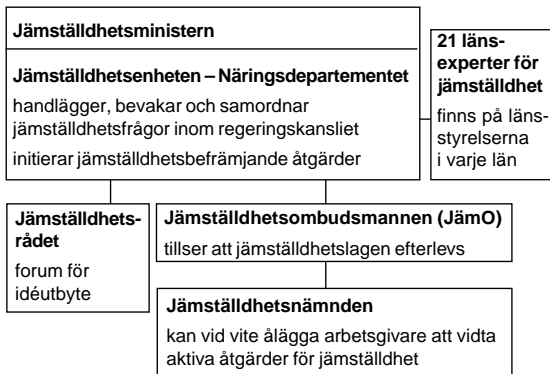 Jämställdhetsministern
Jämställdhetsenheten – Näringsdepartementet
handlägger, bevakar och samordnar
jämställdhetsfrågor inom regeringskansliet
initierar jämställdhetsbefrämjande åtgärder
21 läns-
experter för
jämställdhet
finns på läns-
styrelserna
i varje län
Jämställdhets-
rådet
forum för
idéutbyte
Jämställdhetsombudsmannen (JämO)
tillser att jämställdhetslagen efterlevs
Jämställdhetsnämnden
kan vid vite ålägga arbetsgivare att vidta
aktiva åtgärder för jämställdhet